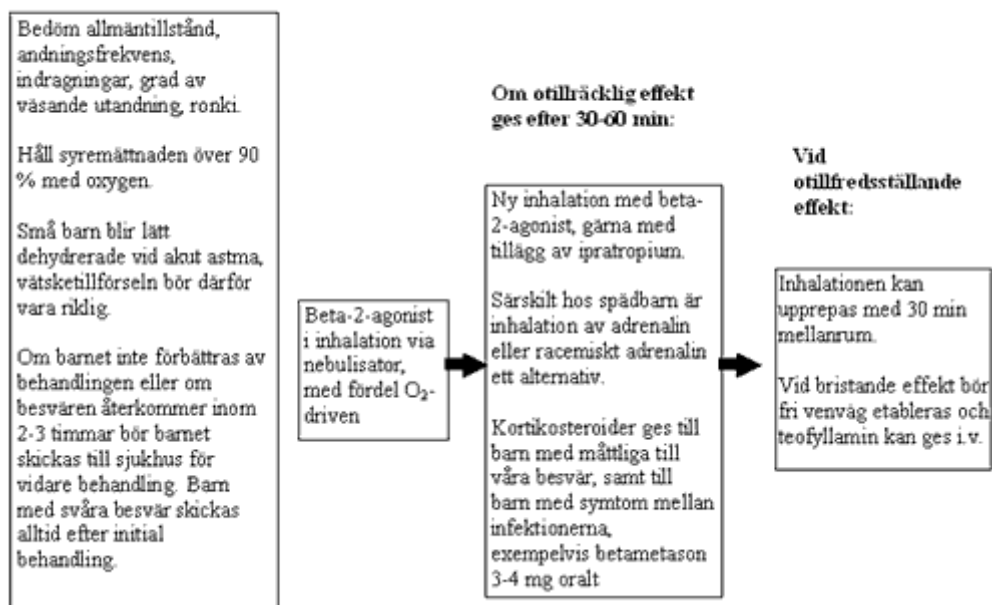 Bedöm allmäntillstånd,
andningsfrekvens,
indragningar, grad av
väsande utandning, ronki.
Håll syremättnaden över 90
% med oxygen.
Små barn blir lätt
dehydrerade vid akut astma,
vätsketillförseln bör därför
vara riklig.
Om barnet inte förbättras av
behandlingen eller om
besvären återkommer inom
2-3 timmar bör barnet
skickas till sjukhus för
vidare behandling. Barn
med svåra besvär skickas
alltid efter initial
behandling.
Beta-2-agonist
i inhalation via
nebulisator,
med fördel O₂-
driven
Om otillräcklig effekt
ges efter 30-60 min:
Ny inhalation med beta-
2-agonist, gärna med
tillägg av ipratropium.
Särskilt hos spädbarn är
inhalation av adrenalin
eller racemiskt adrenalin
ett alternativ.
Kortikosteroider ges till
barn med måttliga till
våra besvär, samt till
barn med symtom mellan
infektionerna,
exempelvis betametason
3-4 mg oralt
Vid
otillfredsställande
effekt:
Inhalationen kan
upprepas med 30 min
mellanrum.
Vid bristande effekt bör
fri venväg etableras och
teofyllamin kan ges i.v.